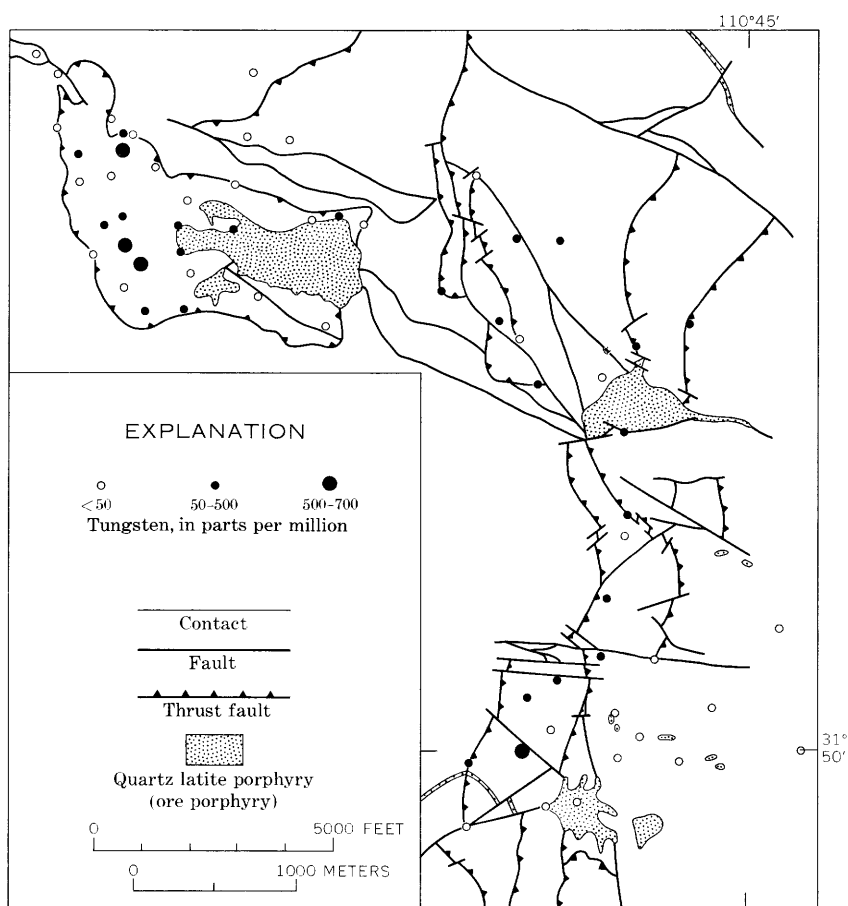 110°45′
EXPLANATION
<50
50-500
500-700
Tungsten, in parts per million
Contact
Fault
Thrust fault
Quartz latite porphyry
(ore porphyry)
0
5000 FEET
0
1000 METERS
31°
50′